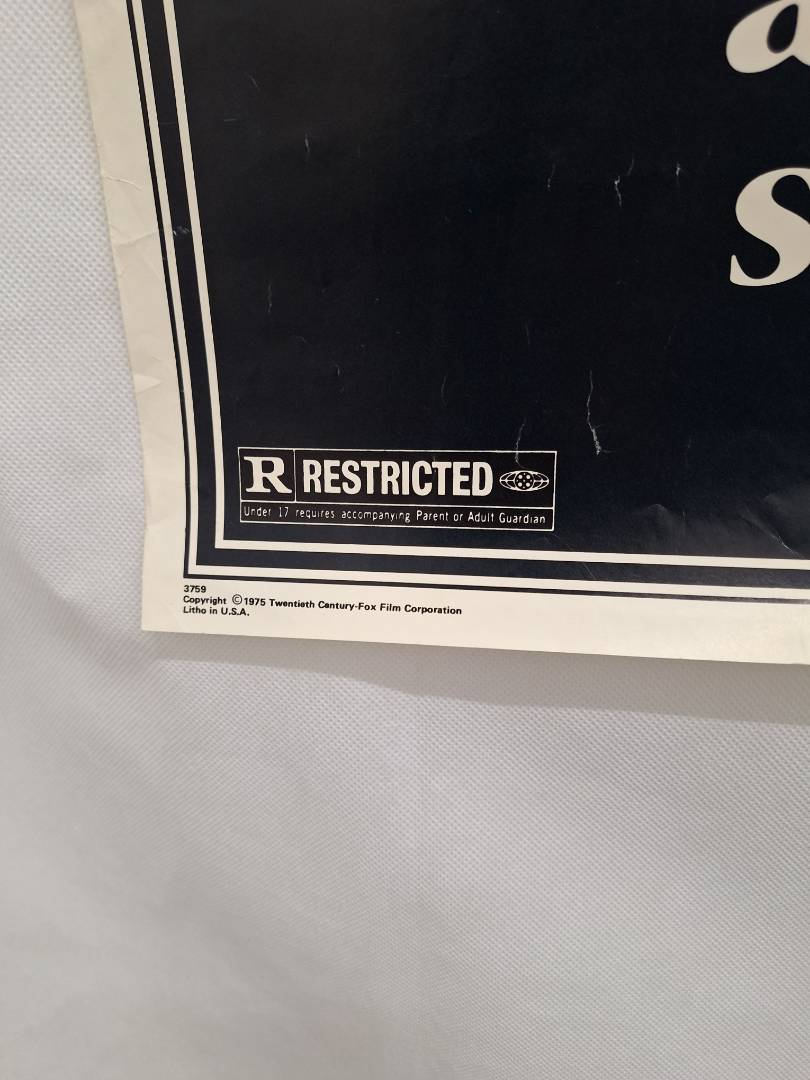 a
S
R RESTRICTED
Under 17 requires accompanying Parent or Adult Guardian
3759
Copyright ©1975 Twentieth Century-Fox Film Corporation
Litho in U.S.A.